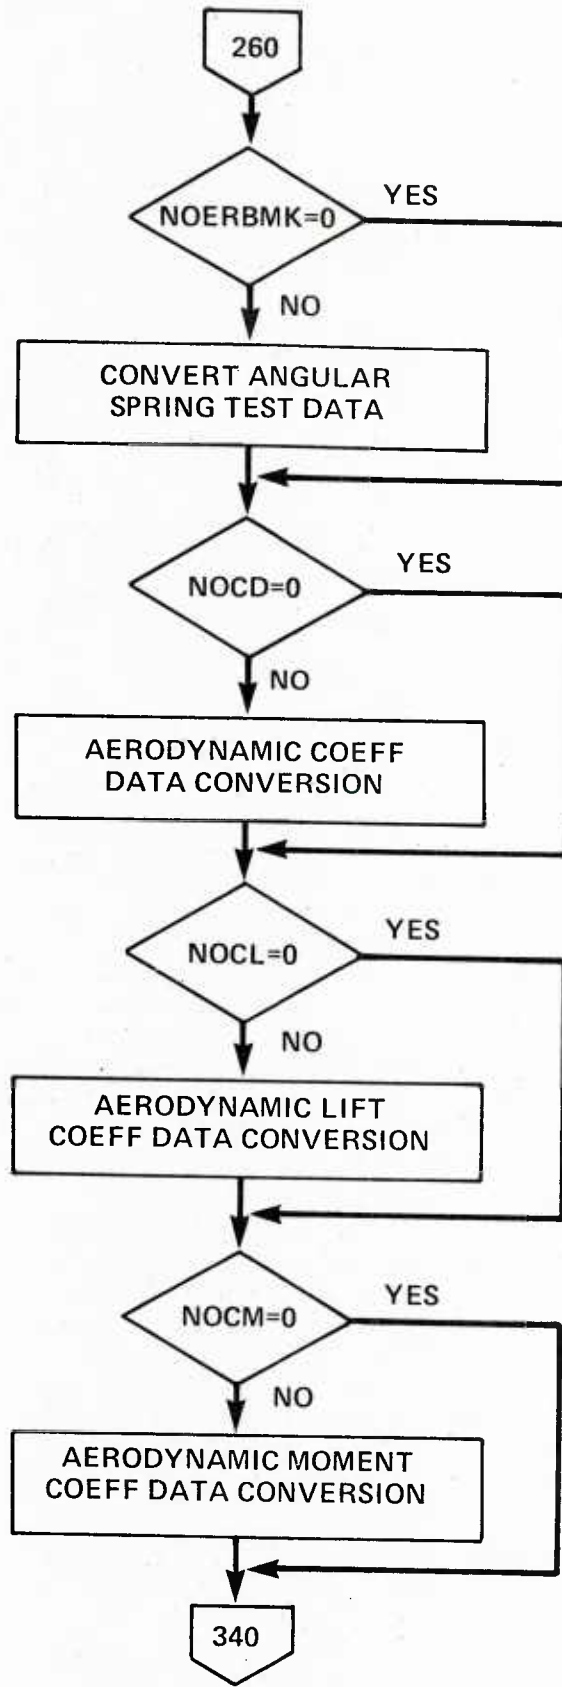 260
NOERBMK=0
YES
NO
CONVERT ANGULAR
SPRING TEST DATA
NOCD=0
YES
NO
AERODYNAMIC COEFF
DATA CONVERSION
NOCL=0
YES
NO
AERODYNAMIC LIFT
COEFF DATA CONVERSION
NOCM=0
YES
NO
AERODYNAMIC MOMENT
COEFF DATA CONVERSION
340